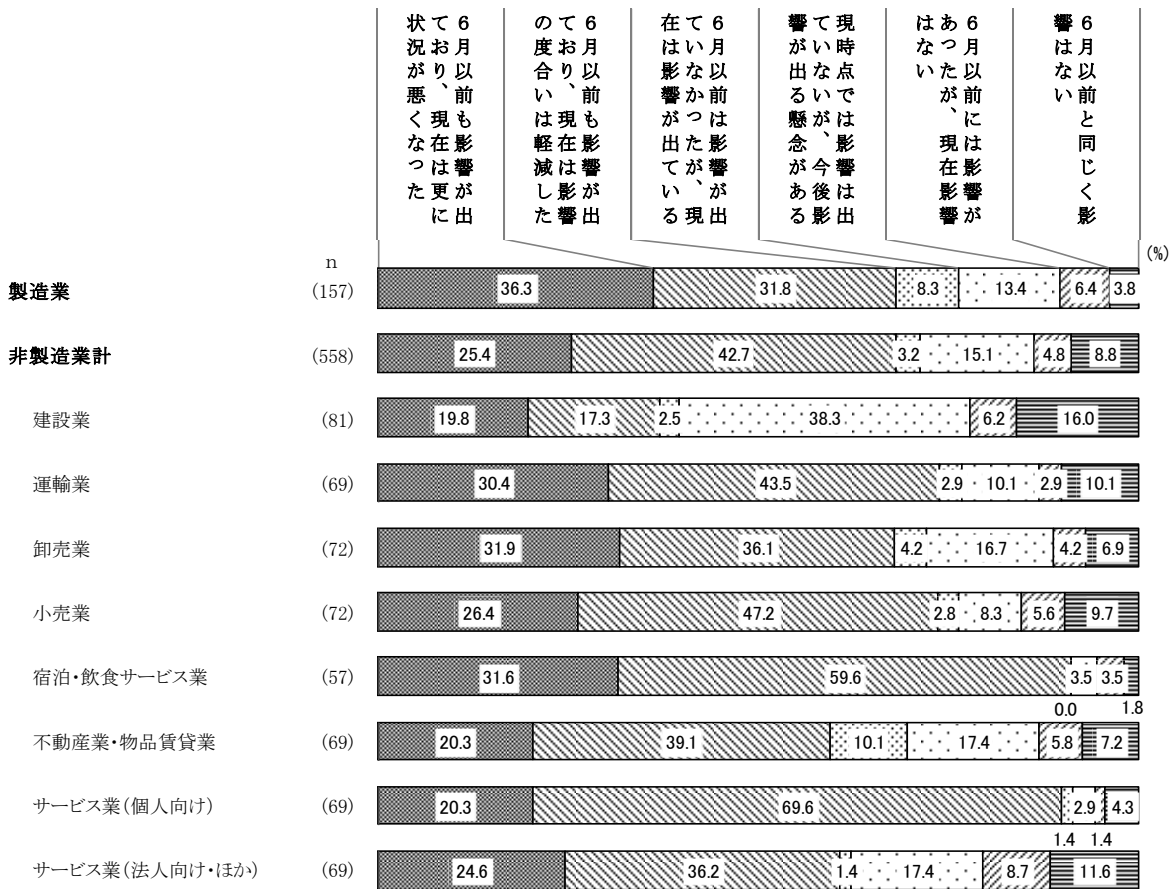 ６月以前も影響が出
ており、現在は更に
状況が悪くなった
６月以前も影響が出
ており、現在は影響
の度合いは軽減した
６月以前は影響が出
ていなかったが、現
在は影響が出ている
現時点では影響は出
ていないが、今後影
響が出る懸念がある
６月以前には影響が
あったが、現在影響
はない
６月以前と同じく影
響はない
(%)
n
製造業 (157) 36.3 31.8 8.3 13.4 6.4 3.8
非製造業計 (558) 25.4 42.7 3.2 15.1 4.8 8.8
建設業 (81) 19.8 17.3 2.5 38.3 6.2 16.0
運輸業 (69) 30.4 43.5 2.9 10.1 2.9 10.1
卸売業 (72) 31.9 36.1 4.2 16.7 4.2 6.9
小売業 (72) 26.4 47.2 2.8 8.3 5.6 9.7
宿泊・飲食サービス業 (57) 31.6 59.6 3.5 3.5
0.0 1.8
不動産業・物品賃貸業 (69) 20.3 39.1 10.1 17.4 5.8 7.2
サービス業(個人向け) (69) 20.3 69.6 2.9 4.3
1.4 1.4
サービス業(法人向け・ほか) (69) 24.6 36.2 1.4 17.4 8.7 11.6